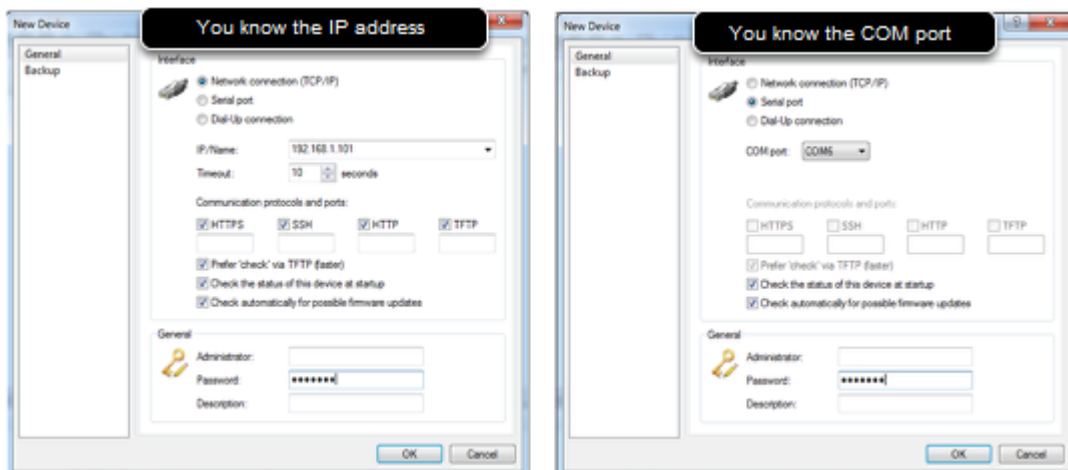 You know the IP address
New Device
General
Backup
Interface
Network connection (TCP/IP)
Serial port
Dial-Up connection
IP/Name: 192.168.1.101
Timeout: 10 seconds
Communication protocols and ports:
HTTPS SSH HTTP TFTP
Prefer 'check' via TFTP (faster)
Check the status of this device at startup
Check automatically for possible firmware updates
General
Administrator:
Password: •••••••
Description:
OK Cancel
You know the COM port
New Device
General
Backup
Interface
Network connection (TCP/IP)
Serial port
Dial-Up connection
COM port: COM6
Communication protocols and ports:
HTTPS SSH HTTP TFTP
Prefer 'check' via TFTP (faster)
Check the status of this device at startup
Check automatically for possible firmware updates
General
Administrator:
Password: •••••••
Description:
OK Cancel